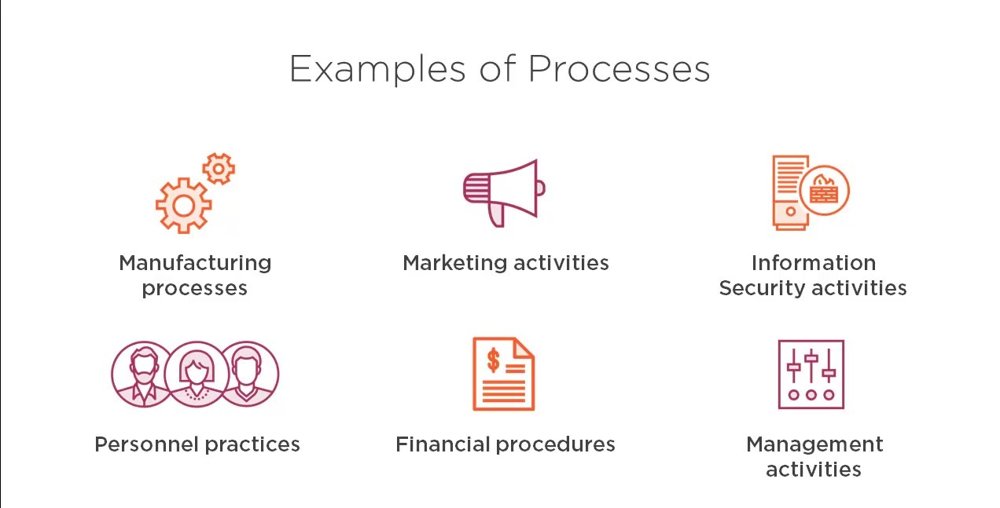 Examples of Processes
Manufacturing
processes
Marketing activities
Information
Security activities
$
Personnel practices
Financial procedures
Management
activities